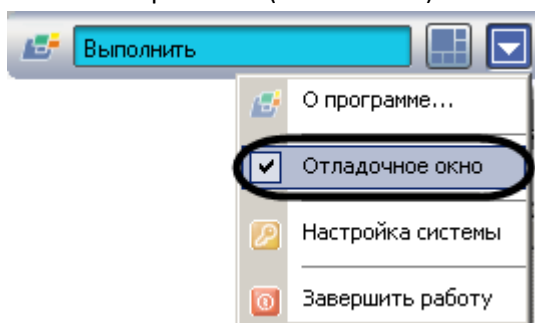 Выполнить
О программе...
Отладочное окно
Настройка системы
Завершить работу